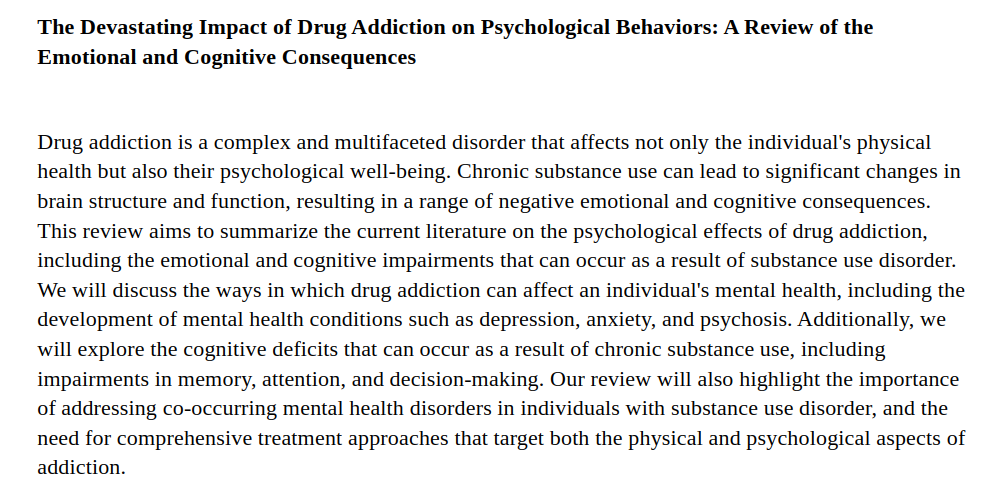 The Devastating Impact of Drug Addiction on Psychological Behaviors: A Review of the
Emotional and Cognitive Consequences
Drug addiction is a complex and multifaceted disorder that affects not only the individual's physical
health but also their psychological well-being. Chronic substance use can lead to significant changes in
brain structure and function, resulting in a range of negative emotional and cognitive consequences.
This review aims to summarize the current literature on the psychological effects of drug addiction,
including the emotional and cognitive impairments that can occur as a result of substance use disorder.
We will discuss the ways in which drug addiction can affect an individual's mental health, including the
development of mental health conditions such as depression, anxiety, and psychosis. Additionally, we
will explore the cognitive deficits that can occur as a result of chronic substance use, including
impairments in memory, attention, and decision-making. Our review will also highlight the importance
of addressing co-occurring mental health disorders in individuals with substance use disorder, and the
need for comprehensive treatment approaches that target both the physical and psychological aspects of
addiction.